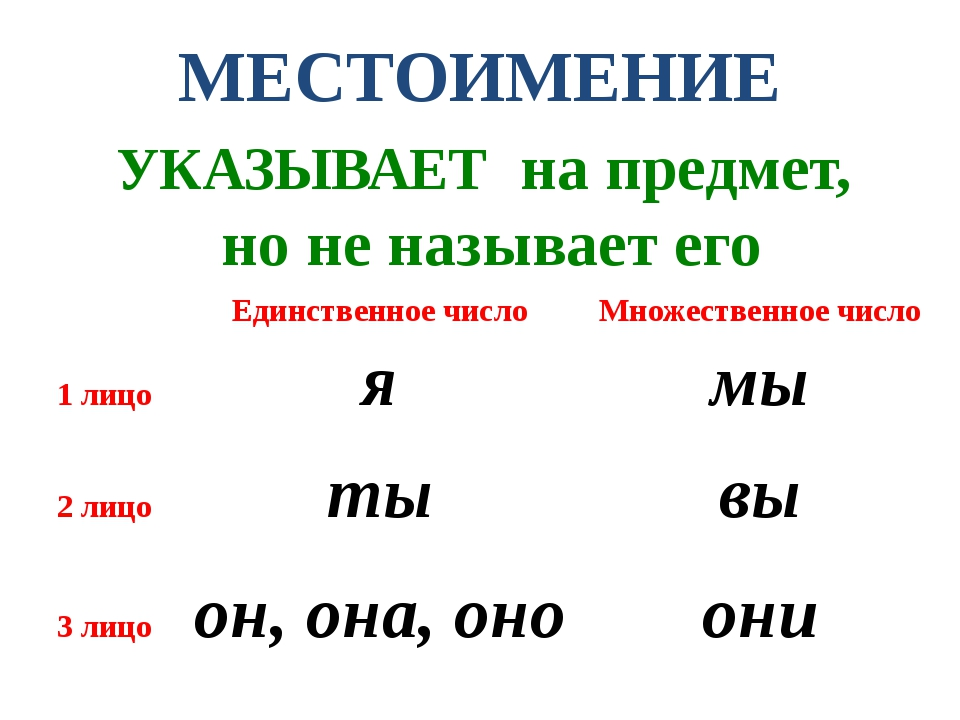 МЕСТОИМЕНИЕ
УКАЗЫВАЕТ на предмет,
но не называет его
Единственное число Множественное число
1 лицо я мы
2 лицо ты вы
3 лицо он, она, оно они